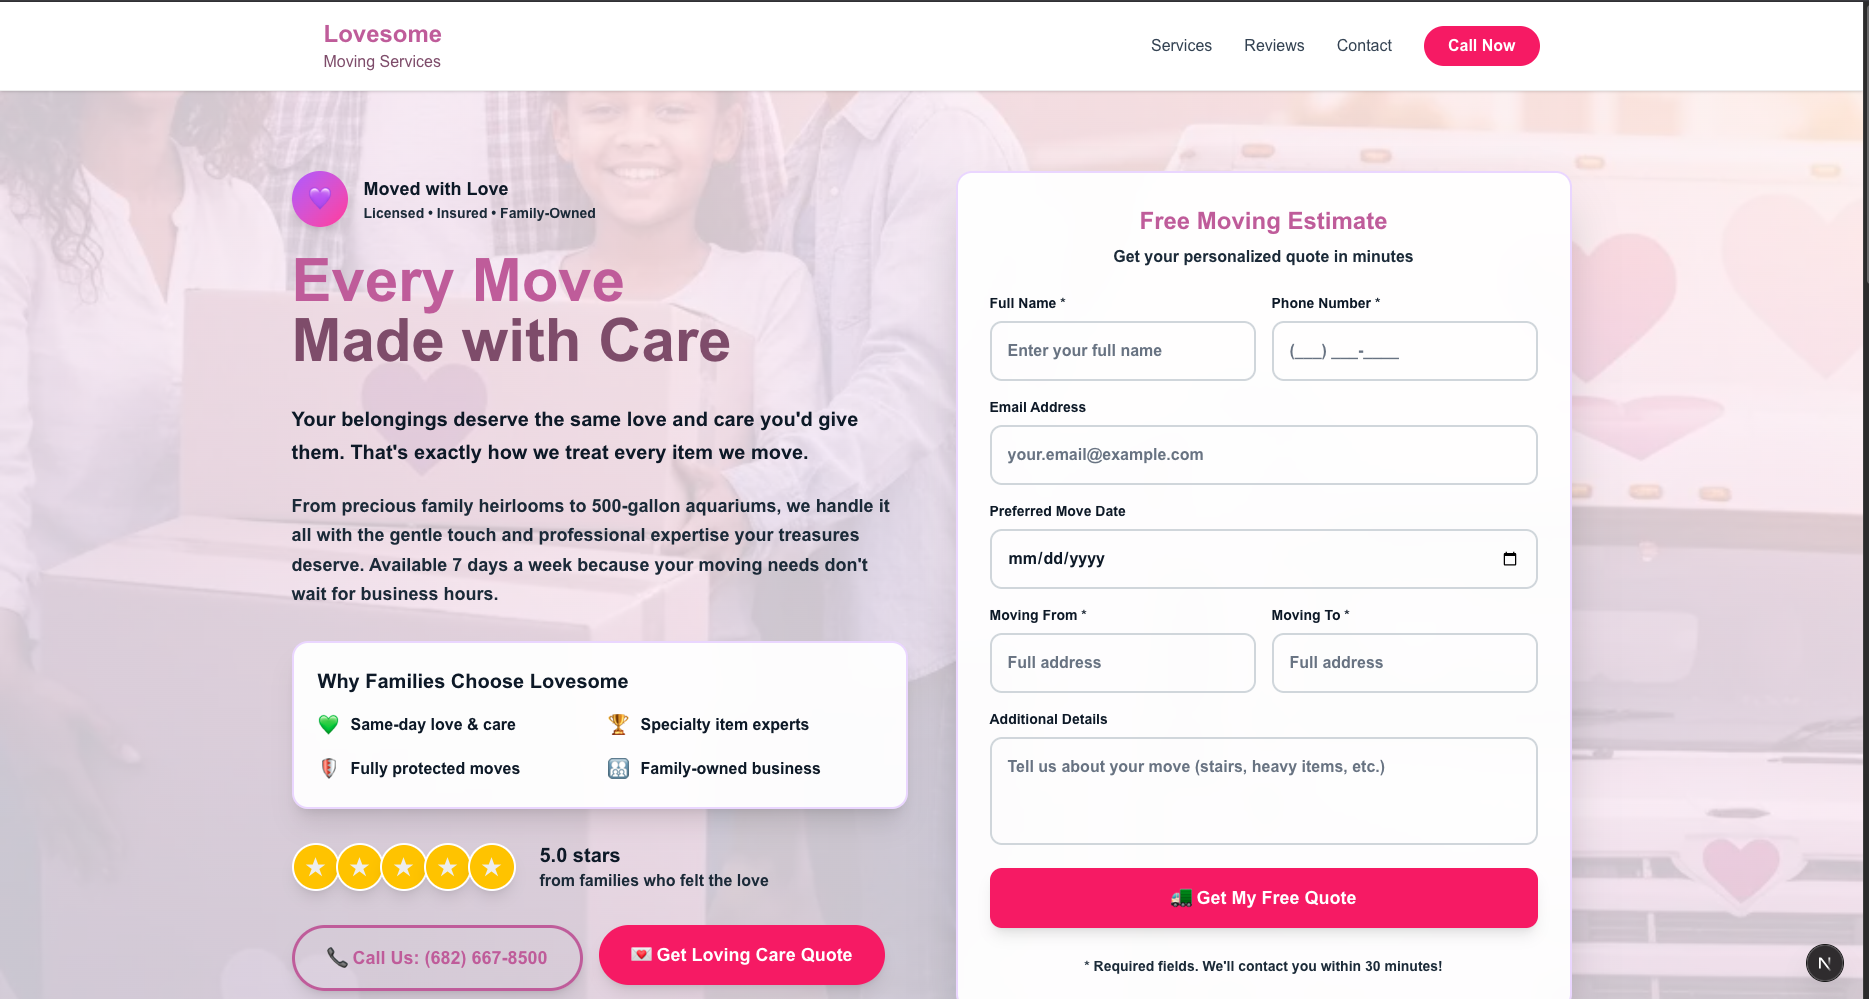 Lovesome
Moving Services
Services
Reviews
Contact
Call Now
Moved with Love
Licensed • Insured • Family-Owned
Every Move
Made with Care
Your belongings deserve the same love and care you'd give
them. That's exactly how we treat every item we move.
From precious family heirlooms to 500-gallon aquariums, we handle it
all with the gentle touch and professional expertise your treasures
deserve. Available 7 days a week because your moving needs don't
wait for business hours.
Why Families Choose Lovesome
💚 Same-day love & care
🏆 Specialty item experts
🛡️ Fully protected moves
👨‍👩‍👧‍👦 Family-owned business
★ ★ ★ ★ ★
5.0 stars
from families who felt the love
📞 Call Us: (682) 667-8500
💌 Get Loving Care Quote
Free Moving Estimate
Get your personalized quote in minutes
Full Name *
Phone Number *
Enter your full name
(___) ___-____
Email Address
your.email@example.com
Preferred Move Date
mm/dd/yyyy
Moving From *
Moving To *
Full address
Full address
Additional Details
Tell us about your move (stairs, heavy items, etc.)
🚚 Get My Free Quote
* Required fields. We'll contact you within 30 minutes!
N